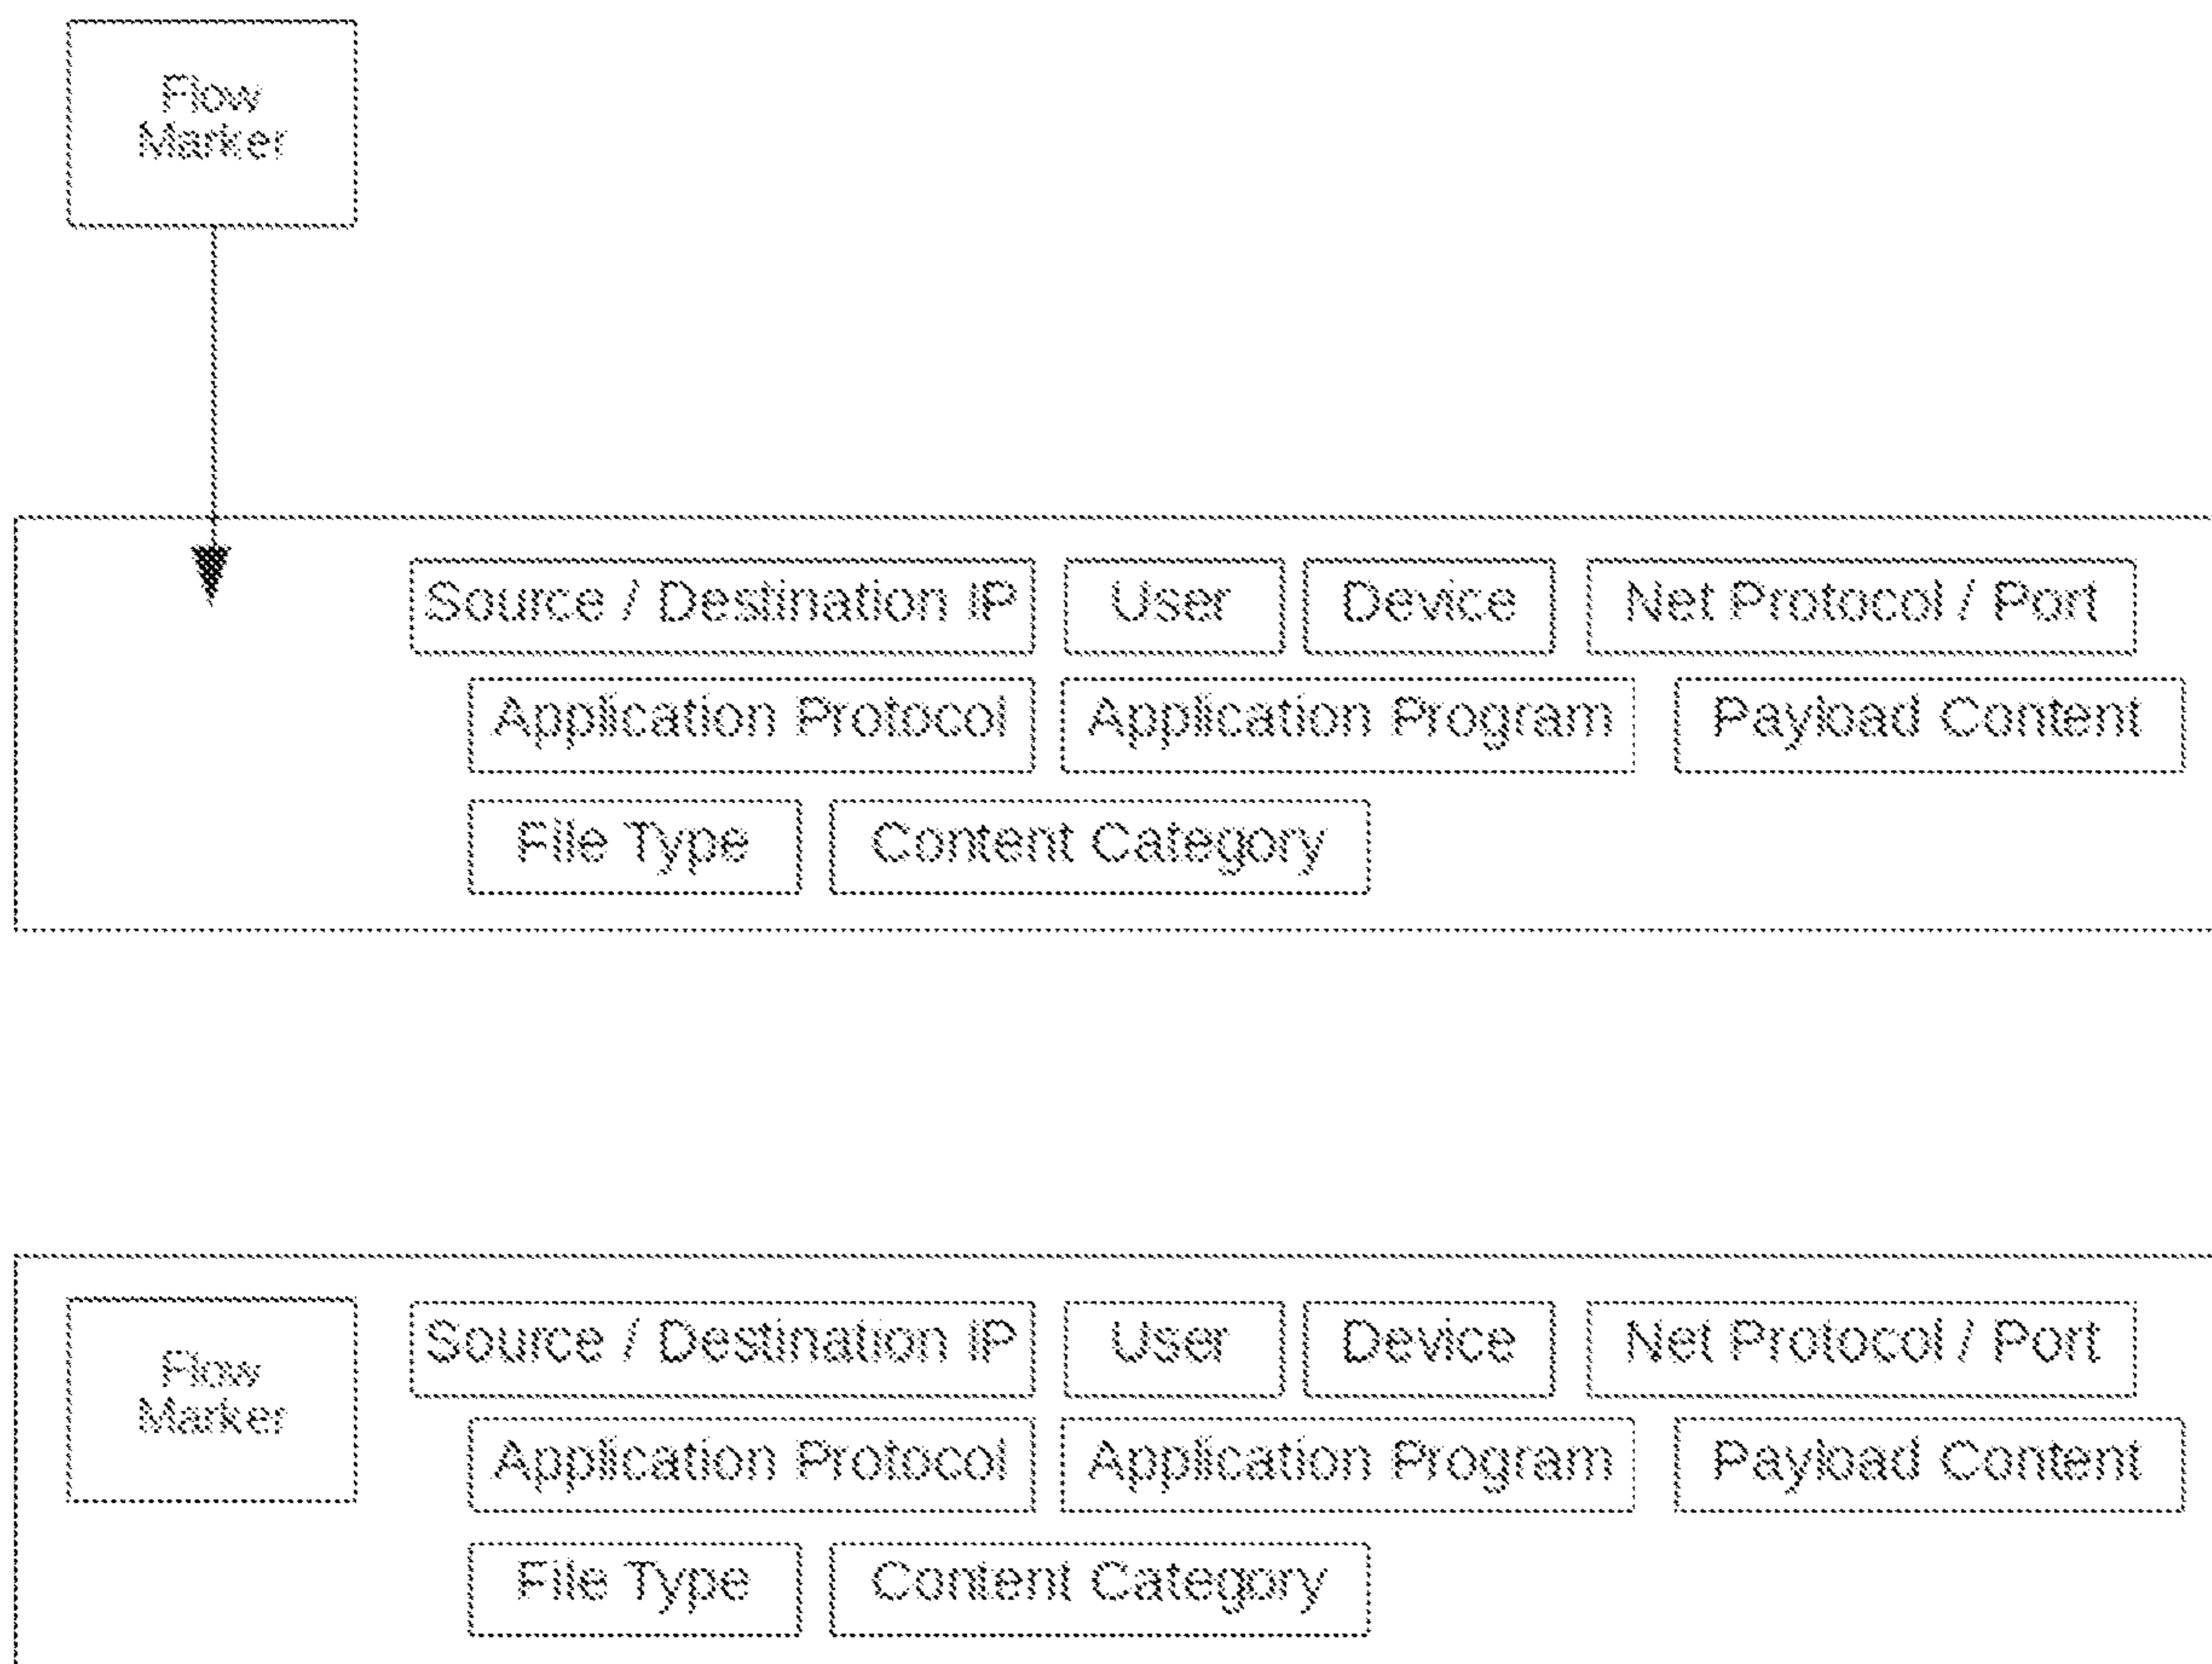 Flow
Marker
Source / Destination IP User Device Net Protocol / Port
Application Protocol Application Program Payload Content
File Type Content Category
Flow
Marker
Source / Destination IP User Device Net Protocol / Port
Application Protocol Application Program Payload Content
File Type Content Category